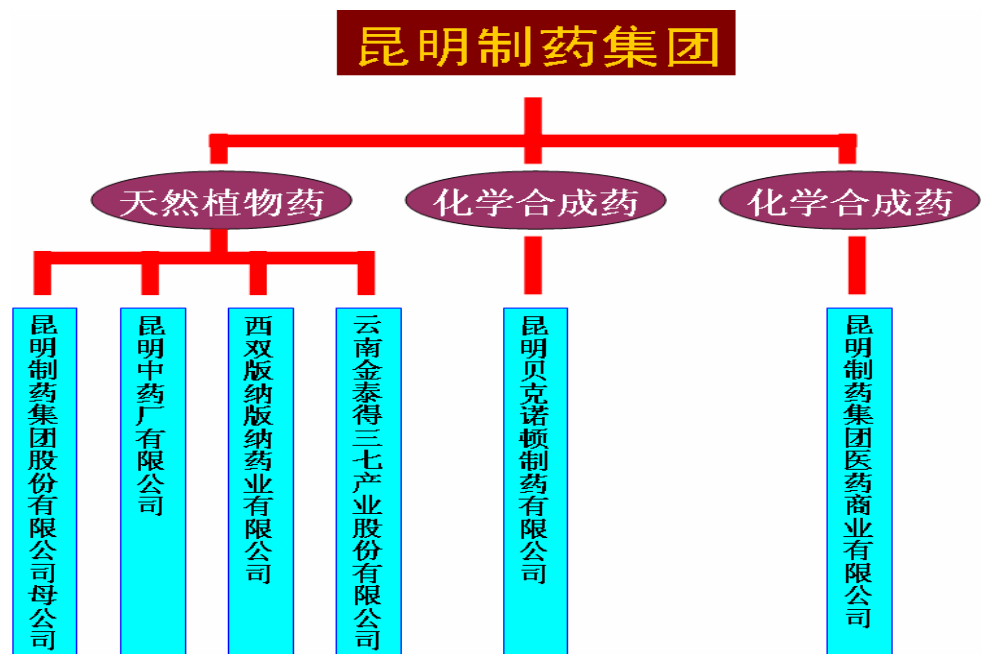 昆明制药集团
天然植物药
化学合成药
化学合成药
昆明制药集团股份有限公司母公司
昆明中药厂有限公司
西双版纳版纳药业有限公司
云南金泰得三七产业股份有限公司
昆明贝克诺顿制药有限公司
昆明制药集团医药商业有限公司